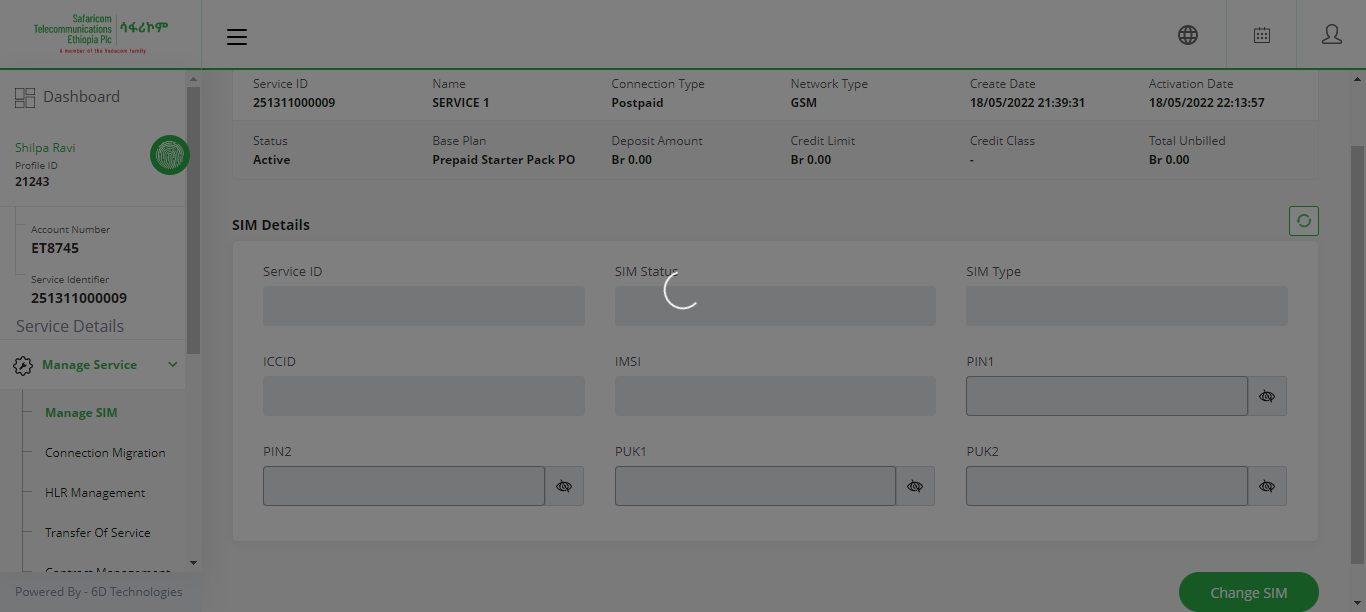 Safaricom
Telecommunications
Ethiopia Plc
ሳፋሪኮም
A member of the Vodacom family
Dashboard
Shilpa Ravi
Profile ID
21243
Account Number
ET8745
Service Identifier
251311000009
Service Details
Manage Service
Manage SIM
Connection Migration
HLR Management
Transfer Of Service
Contract Management
Powered By - 6D Technologies
Service ID Name Connection Type Network Type Create Date Activation Date
251311000009 SERVICE 1 Postpaid GSM 18/05/2022 21:39:31 18/05/2022 22:13:57
Status Base Plan Deposit Amount Credit Limit Credit Class Total Unbilled
Active Prepaid Starter Pack PO Br 0.00 Br 0.00 - Br 0.00
SIM Details
Service ID SIM Status SIM Type
ICCID IMSI PIN1
PIN2 PUK1 PUK2
Change SIM